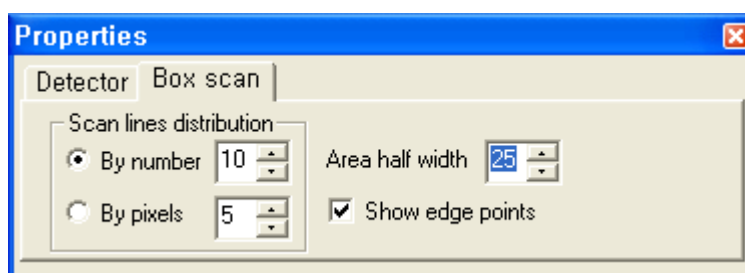 Properties
Detector Box scan
Scan lines distribution
By number 10 Area half width 25
By pixels 5 Show edge points